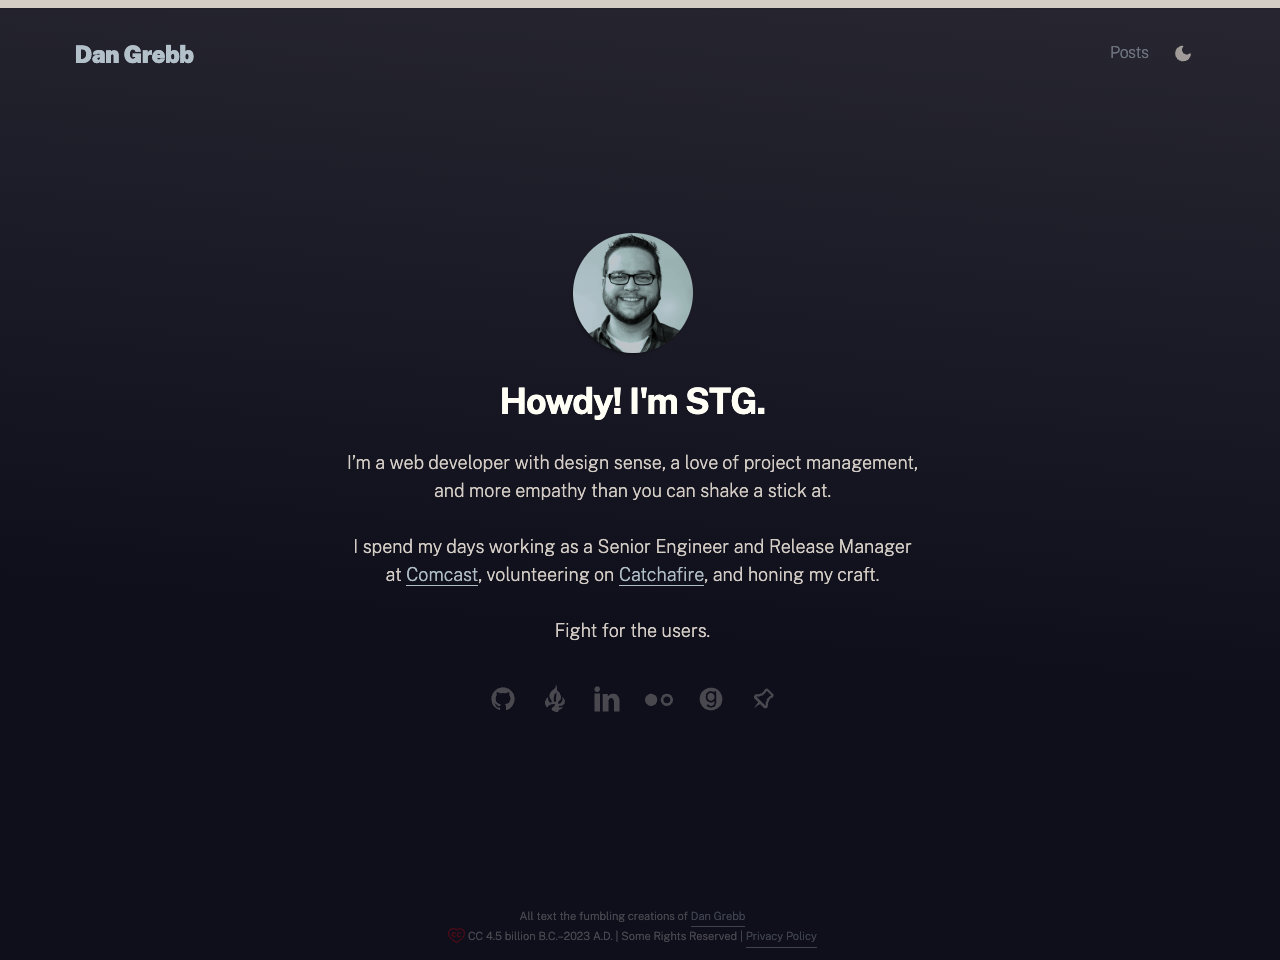 Dan Grebb
Posts
Howdy! I'm STG.
I’m a web developer with design sense, a love of project management,
and more empathy than you can shake a stick at.
I spend my days working as a Senior Engineer and Release Manager
at Comcast, volunteering on Catchafire, and honing my craft.
Fight for the users.
in
All text the fumbling creations of Dan Grebb
CC 4.5 billion B.C.–2023 A.D. | Some Rights Reserved | Privacy Policy